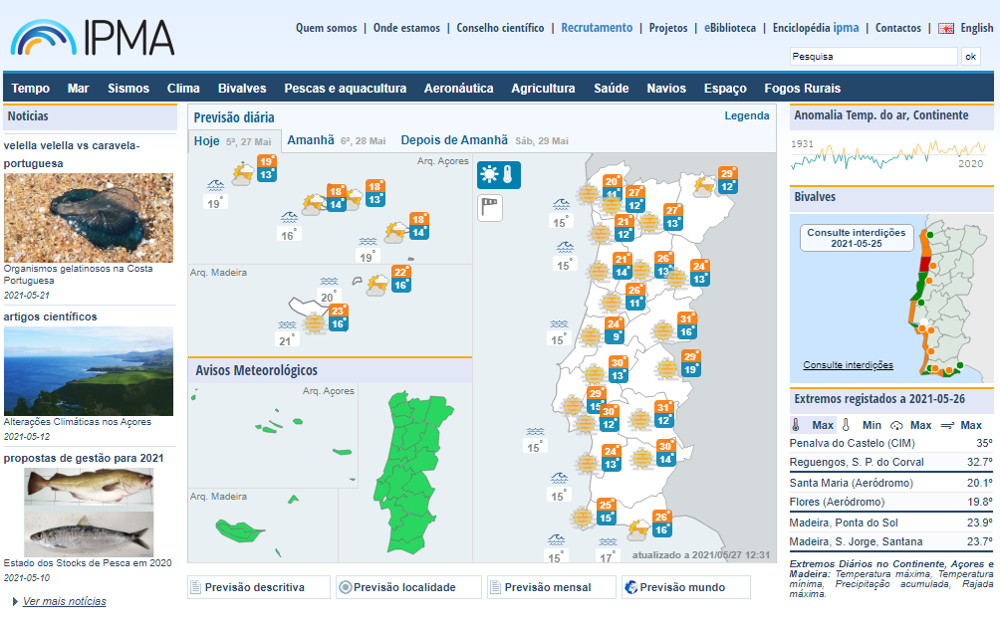 IPMA
Quem somos | Onde estamos | Conselho científico | Recrutamento | Projetos | eBiblioteca | Enciclopédia ipma | Contactos | English
Pesquisa ok
Tempo Mar Sismos Clima Bivalves Pescas e aquacultura Aeronáutica Agricultura Saúde Navios Espaço Fogos Rurais
Noticias
velella velella vs caravela-
portuguesa
Organismos gelatinosos na Costa
Portuguesa
2021-05-21
artigos científicos
Alterações Climáticas nos Açores
2021-05-12
propostas de gestão para 2021
Estado dos Stocks de Pesca em 2020
2021-05-10
Ver mais notícias
Previsão diária
Legenda
Hoje 5ª, 27 Mai Amanhã 6ª, 28 Mai Depois de Amanhã Sáb, 29 Mai
Arq. Açores
19°
13°
19°
18°
14°
18°
13°
16°
18°
14°
19°
Arq. Madeira
22°
16°
20°
23°
16°
21°
20°
11°
29°
12°
27°
12°
15°
27°
13°
21°
12°
15°
21°
14°
26°
13°
24°
13°
26°
11°
24°
9°
31°
16°
15°
30°
13°
29°
19°
29°
15°
30°
12°
31°
12°
15°
24°
13°
30°
14°
15°
25°
15°
26°
16°
15°
17°
atualizado a 2021/05/27 12:31
Avisos Meteorológicos
Arq. Açores
Arq. Madeira
Previsão descritiva
Previsão localidade
Previsão mensal
Previsão mundo
Anomalia Temp. do ar, Continente
1931
2020
Bivalves
Consulte interdições
2021-05-25
Consulte interdições
Extremos registados a 2021-05-26
Max Min Max Max
Penalva do Castelo (CIM) 35º
Reguengos, S. P. do Corval 32.7º
Santa Maria (Aeródromo) 20.1º
Flores (Aeródromo) 19.8º
Madeira, Ponta do Sol 23.9º
Madeira, S. Jorge, Santana 23.7º
Extremos Diários no Continente, Açores e
Madeira: Temperatura máxima, Temperatura
mínima, Precipitação acumulada, Rajada
máxima.